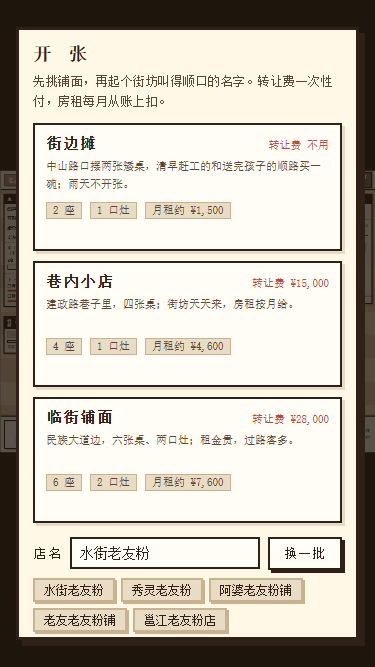 开 张
先挑铺面，再起个街坊叫得顺口的名字。转让费一次性
付，房租每月从账上扣。
街边摊 转让费 不用
中山路口摆两张矮桌，清早赶工的和送完孩子的顺路买一
碗；雨天不开张。
2 座 1 口灶 月租约 ¥1,500
巷内小店 转让费 ¥15,000
建政路巷子里，四张桌；街坊天天来，房租按月给。
4 座 1 口灶 月租约 ¥4,600
临街铺面 转让费 ¥28,000
民族大道边，六张桌、两口灶；租金贵，过路客多。
6 座 2 口灶 月租约 ¥7,600
店名 水街老友粉 换一批
水街老友粉 秀灵老友粉 阿婆老友粉铺
老友老友粉铺 邕江老友粉店